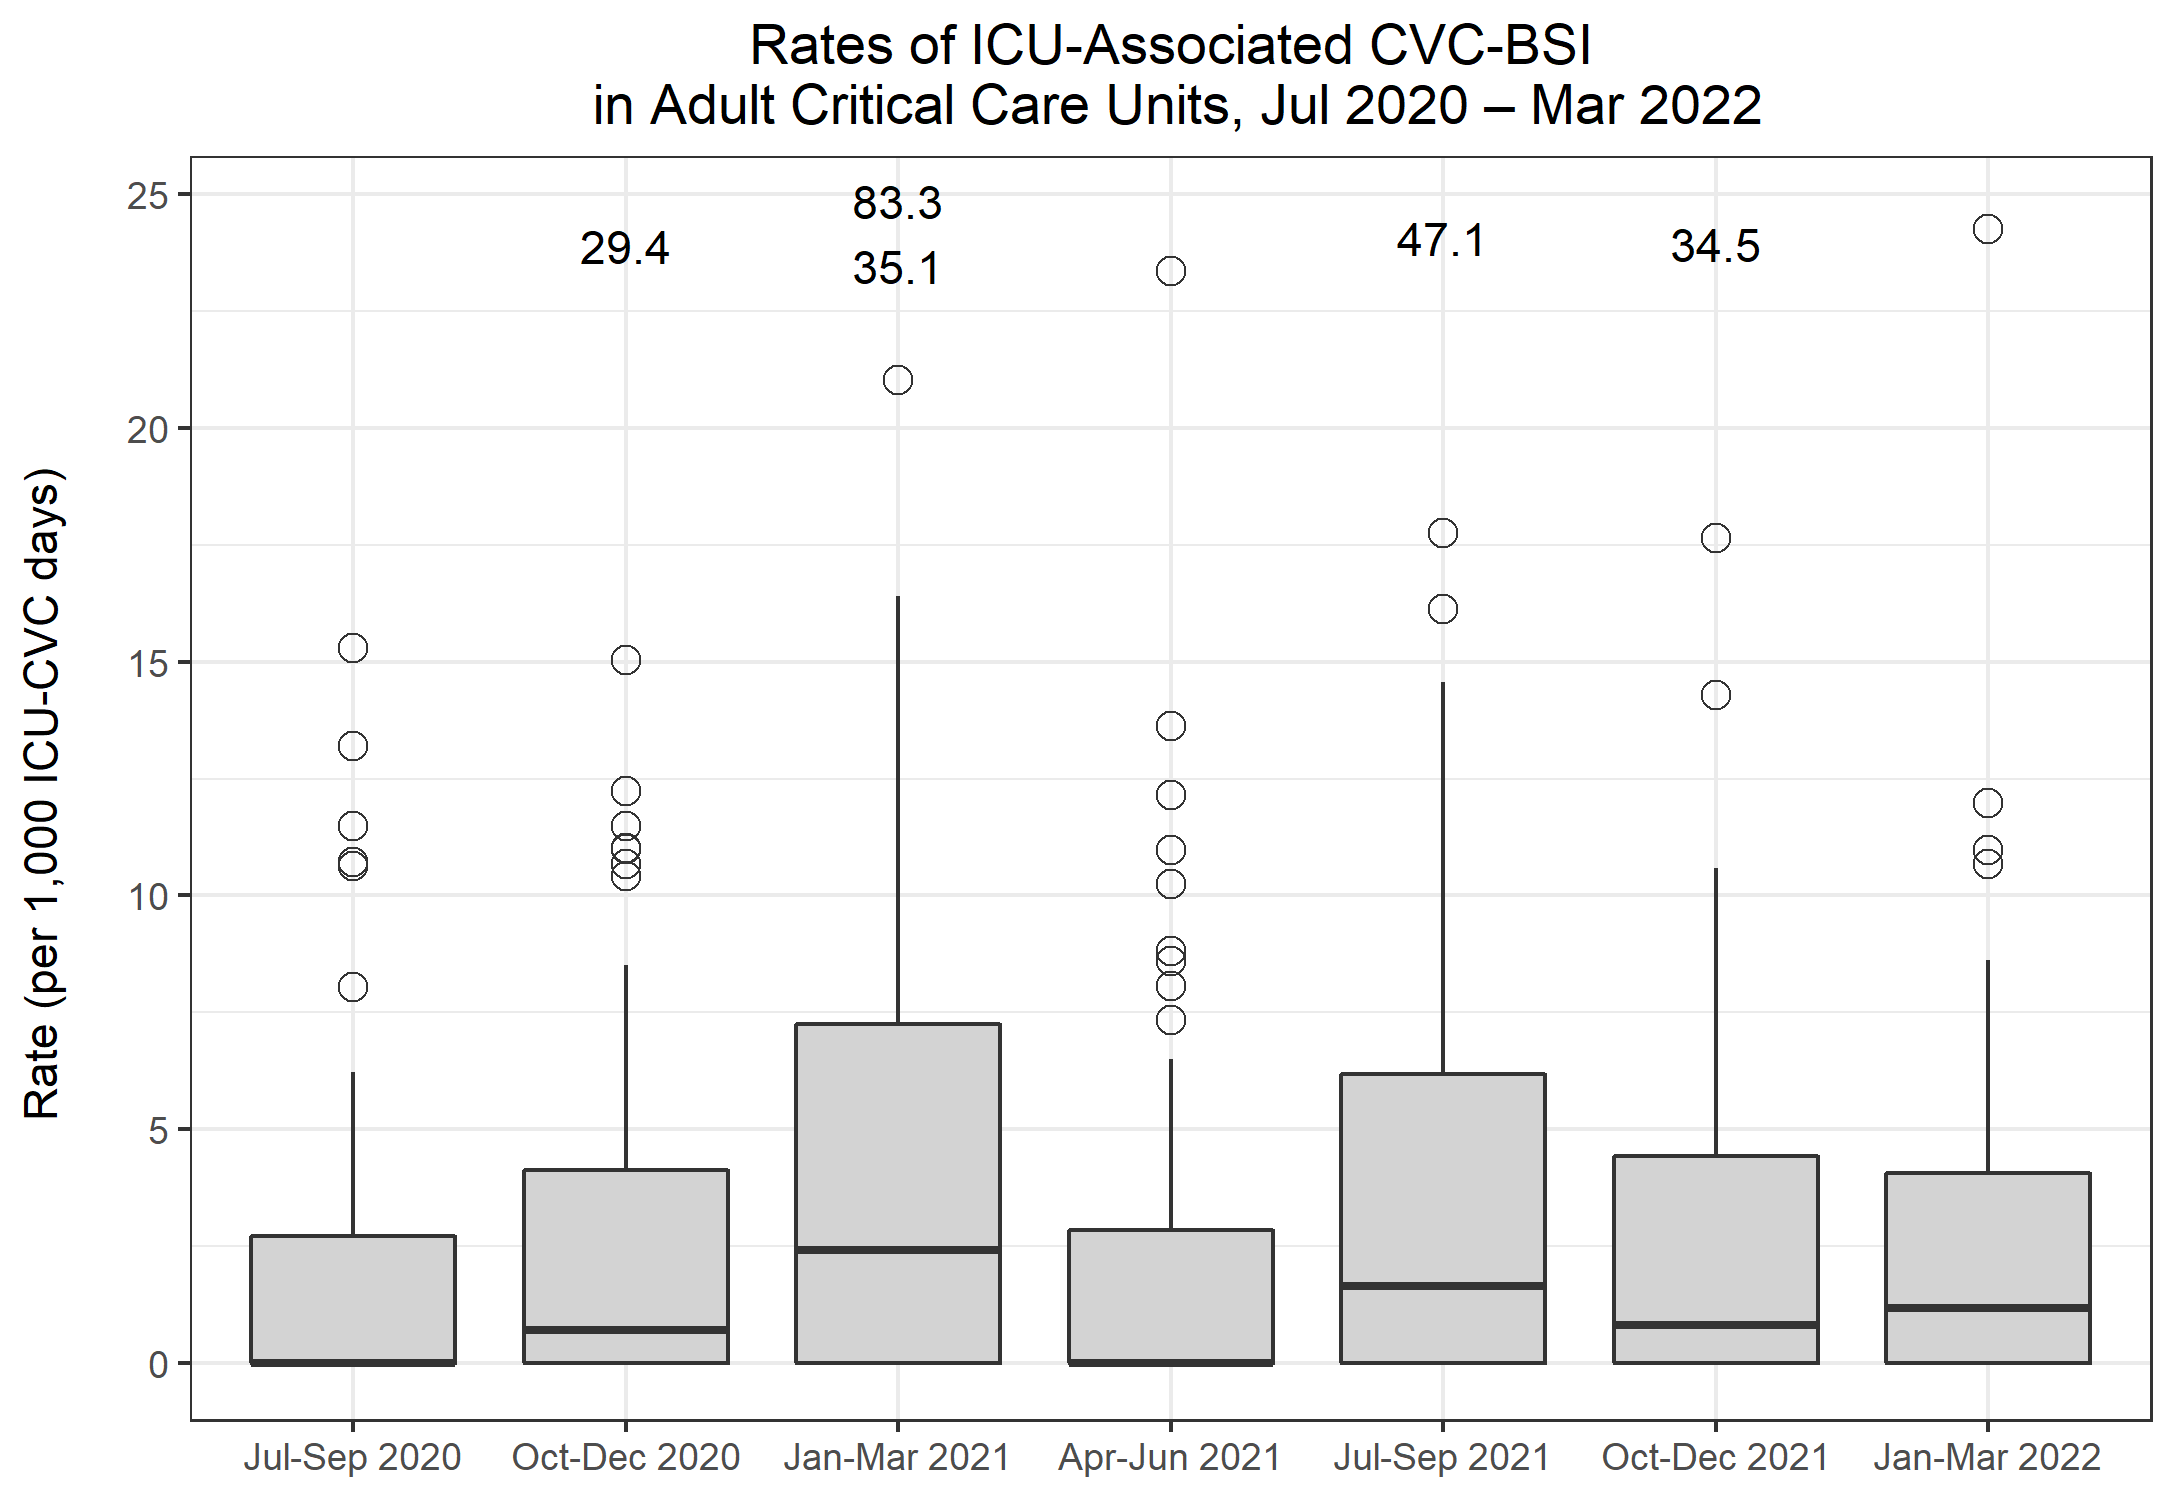 Rates of ICU-Associated CVC-BSI
in Adult Critical Care Units, Jul 2020 – Mar 2022
Rate (per 1,000 ICU-CVC days)
25
20
15
10
5
0
29.4
83.3
35.1
47.1
34.5
Jul-Sep 2020
Oct-Dec 2020
Jan-Mar 2021
Apr-Jun 2021
Jul-Sep 2021
Oct-Dec 2021
Jan-Mar 2022